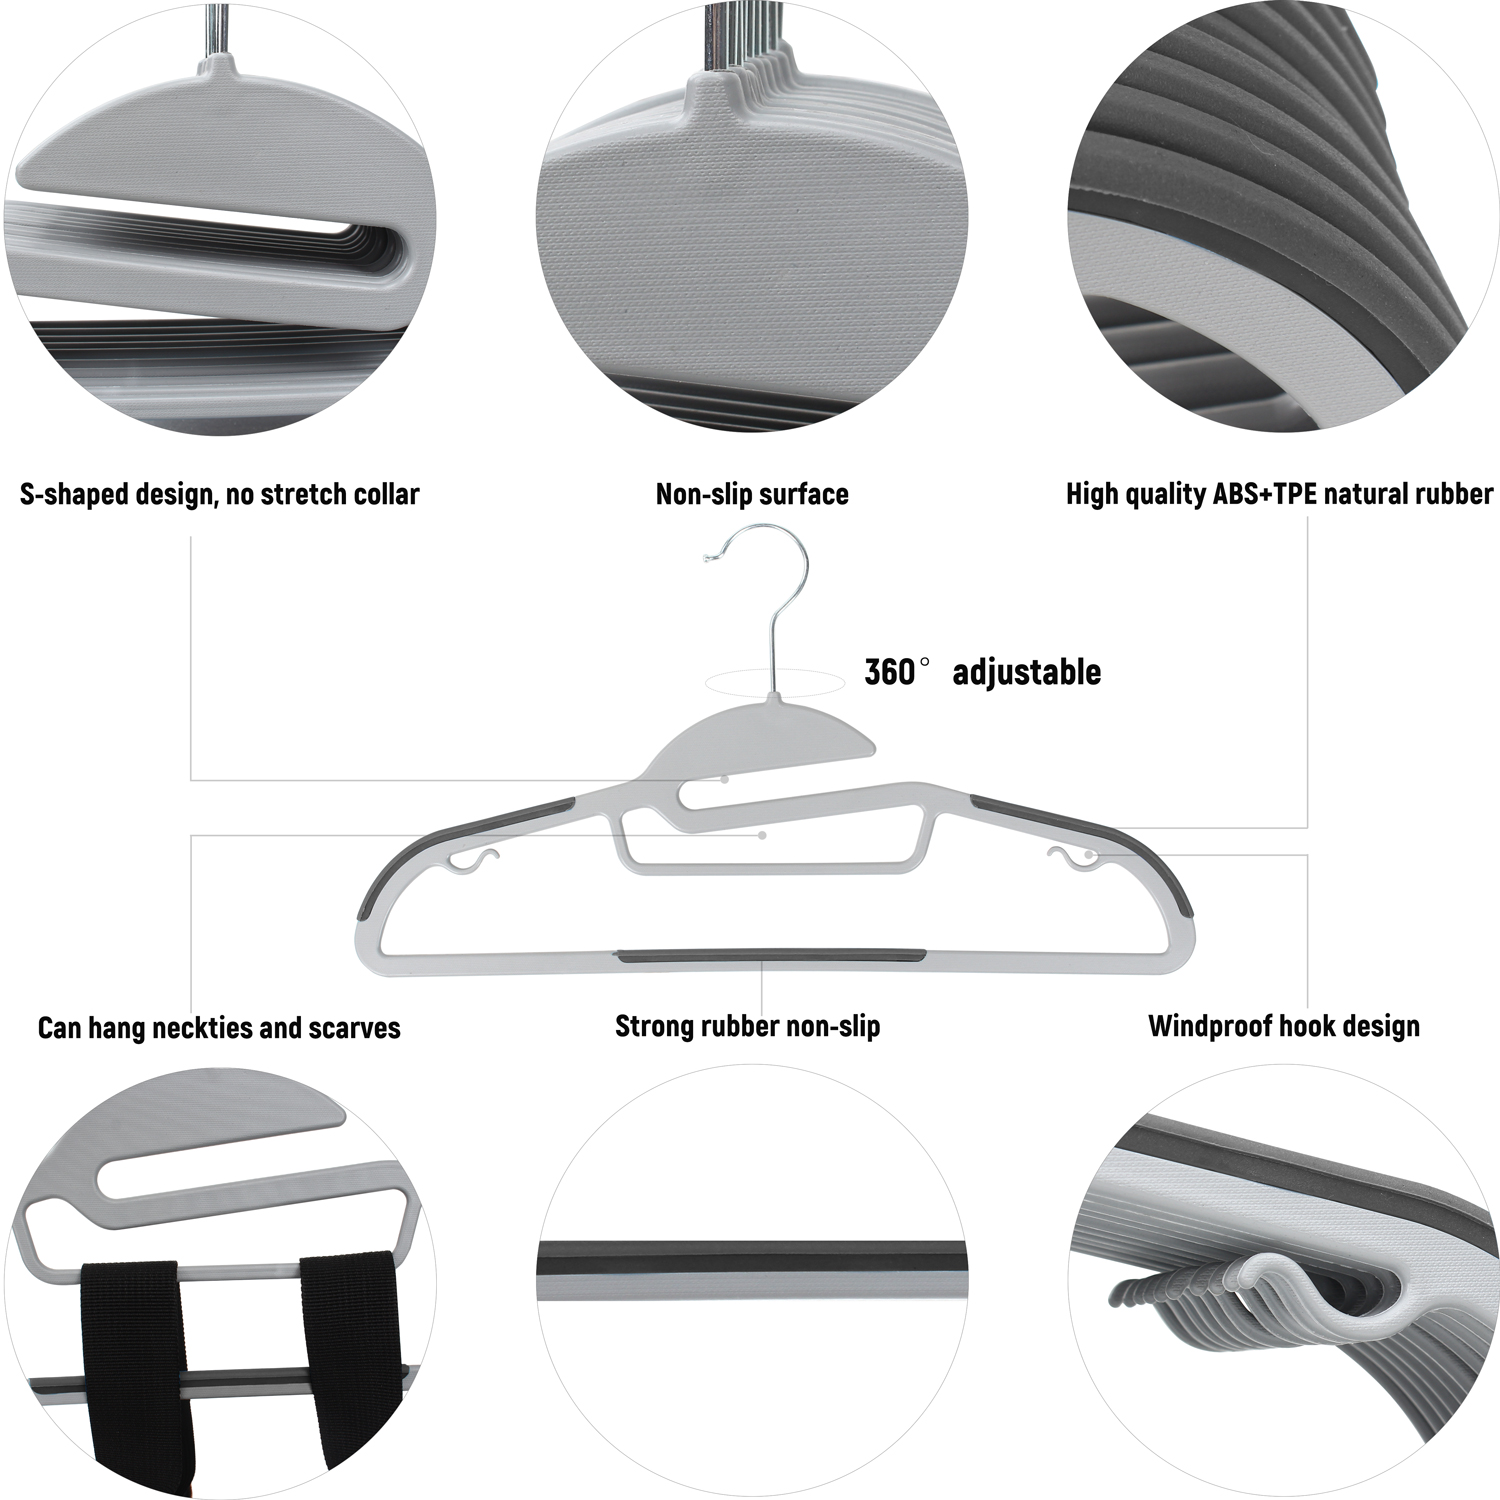 S-shaped design, no stretch collar
Non-slip surface
High quality ABS+TPE natural rubber
360° adjustable
Can hang neckties and scarves
Strong rubber non-slip
Windproof hook design